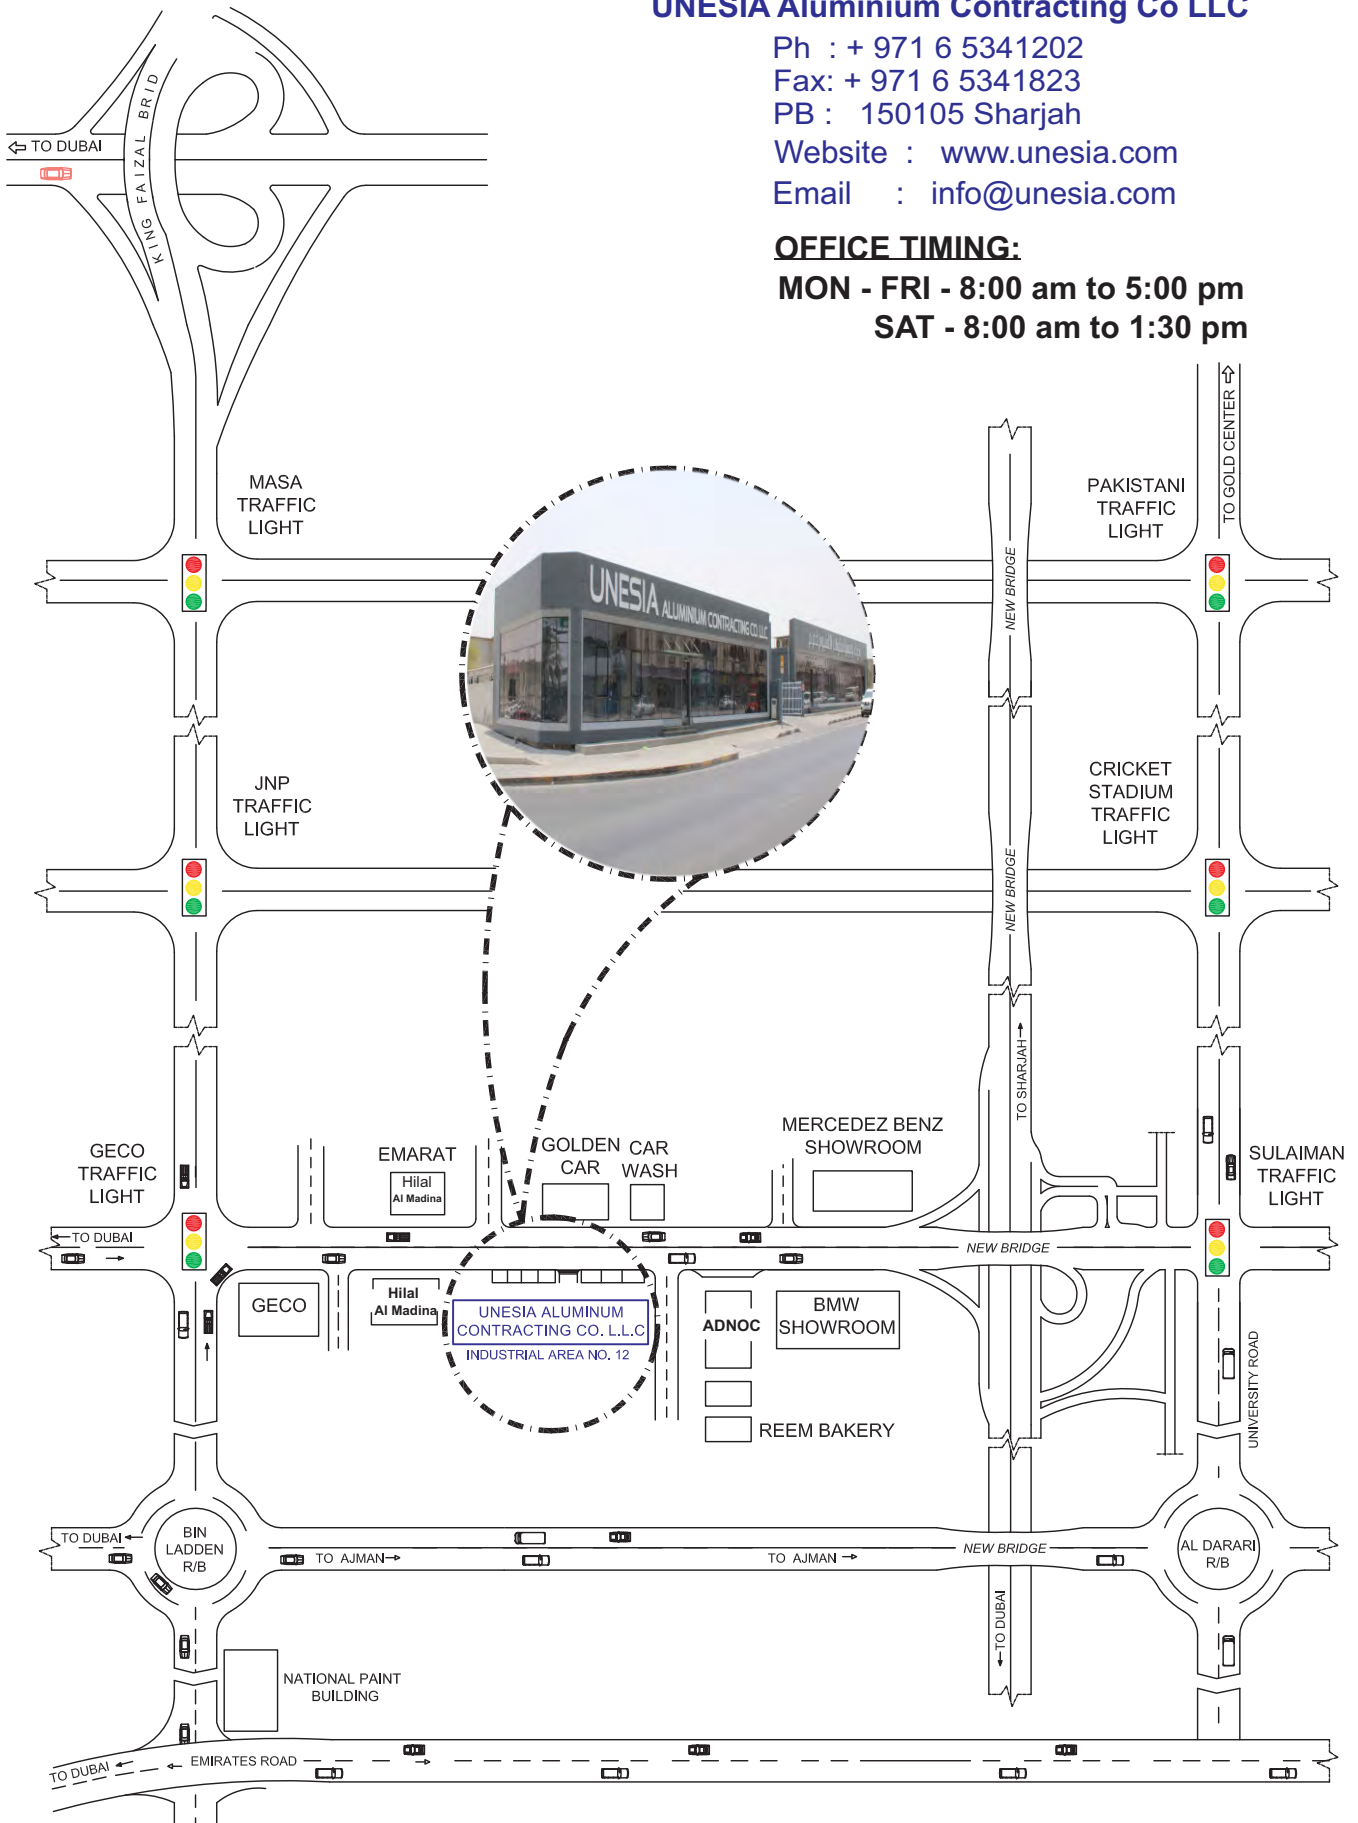 UNESIA Aluminium Contracting Co LLC
Ph : + 971 6 5341202
Fax: + 971 6 5341823
PB : 150105 Sharjah
Website : www.unesia.com
Email : info@unesia.com
OFFICE TIMING:
MON - FRI - 8:00 am to 5:00 pm
SAT - 8:00 am to 1:30 pm
TO DUBAI
KING FAIZAL BRID
TO GOLD CENTER
MASA
TRAFFIC
LIGHT
PAKISTANI
TRAFFIC
LIGHT
NEW BRIDGE
UNESIA ALUMINIUM CONTRACTING CO LLC
JNP
TRAFFIC
LIGHT
CRICKET
STADIUM
TRAFFIC
LIGHT
NEW BRIDGE
TO SHARJAH
GECO
TRAFFIC
LIGHT
EMARAT
Hilal
Al Madina
GOLDEN
CAR
CAR
WASH
MERCEDEZ BENZ
SHOWROOM
SULAIMAN
TRAFFIC
LIGHT
TO DUBAI
NEW BRIDGE
GECO
Hilal
Al Madina
UNESIA ALUMINUM
CONTRACTING CO. L.L.C
INDUSTRIAL AREA NO. 12
ADNOC
BMW
SHOWROOM
REEM BAKERY
UNIVERSITY ROAD
TO DUBAI
BIN
LADDEN
R/B
TO AJMAN
TO AJMAN
NEW BRIDGE
AL DARARI
R/B
TO DUBAI
NATIONAL PAINT
BUILDING
TO DUBAI
EMIRATES ROAD